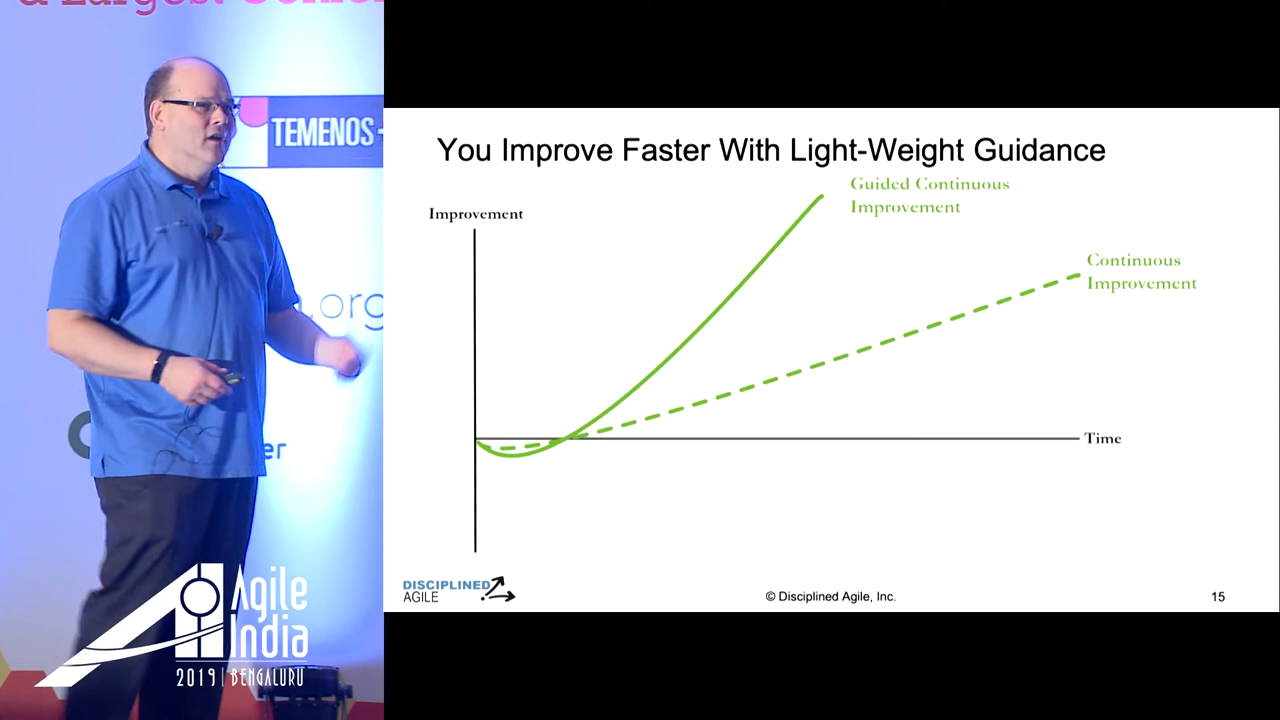 TEMENOS
.org
er
Agile
India
2019 | BENGALURU
You Improve Faster With Light-Weight Guidance
Guided Continuous
Improvement
Improvement
Continuous
Improvement
Time
DISCIPLINED
AGILE
© Disciplined Agile, Inc.
15